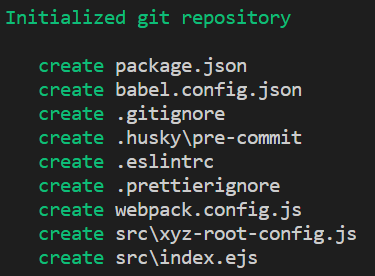 Initialized git repository
create package.json
create babel.config.json
create .gitignore
create .husky\pre-commit
create .eslintrc
create .prettierignore
create webpack.config.js
create src\xyz-root-config.js
create src\index.ejs